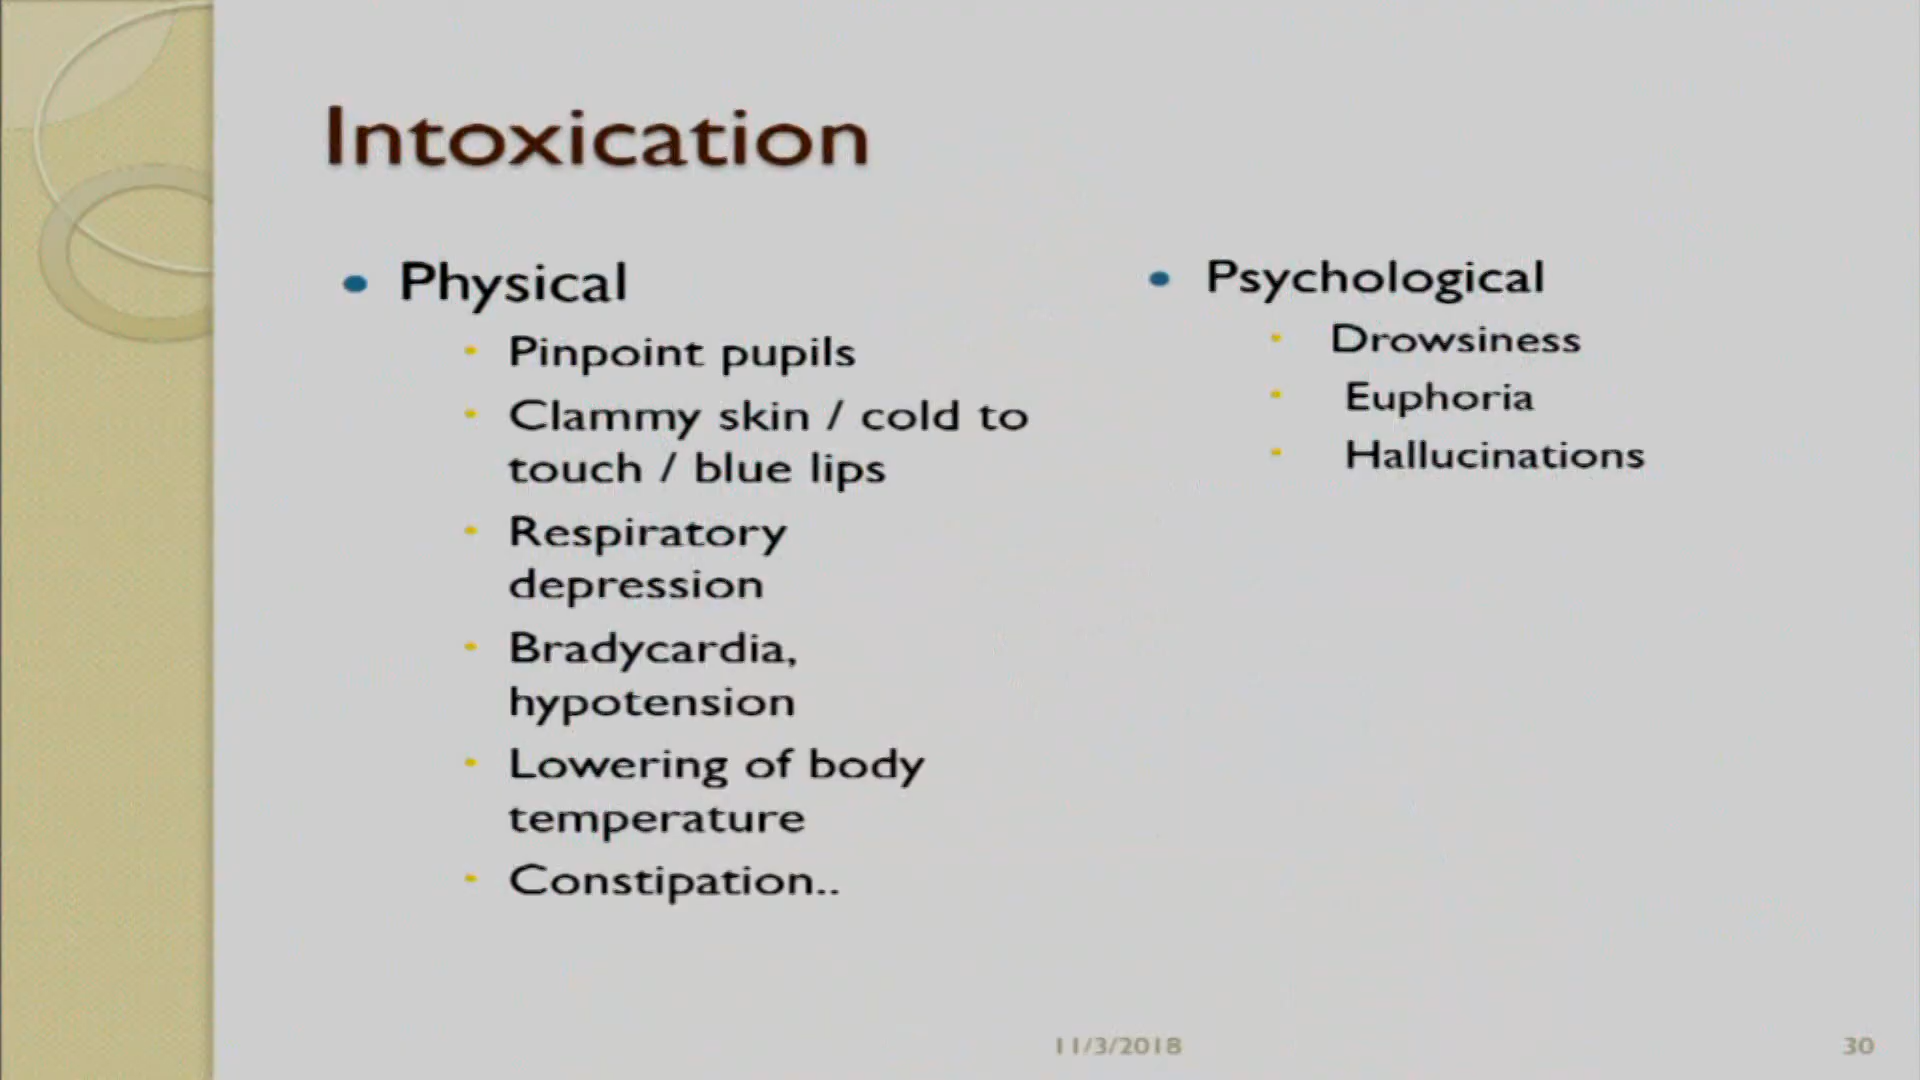 Intoxication
Physical
Pinpoint pupils
Clammy skin / cold to
touch / blue lips
Respiratory
depression
Bradycardia,
hypotension
Lowering of body
temperature
Constipation..
Psychological
Drowsiness
Euphoria
Hallucinations
11/3/2018
30